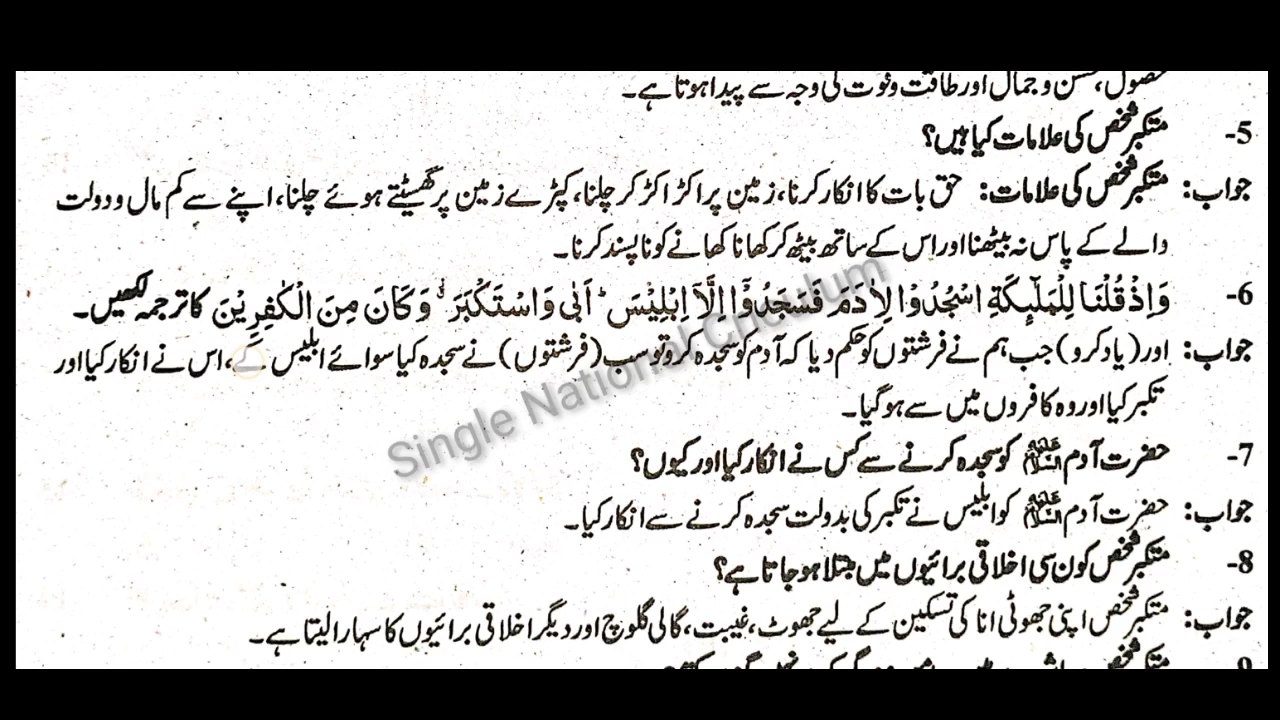 حصول، حسن و جمال اور طاقت و قوت کی وجہ سے پیدا ہوتا ہے۔
5- متکبر شخص کی علامات کیا ہیں؟
جواب: متکبر شخص کی علامات: حق بات کا انکار کرنا، زمین پر اکڑ اکڑ کر چلنا، کپڑے زمین پر گھسیٹتے ہوئے چلنا، اپنے سے کم مال و دولت
والے کے پاس نہ بیٹھنا اور اس کے ساتھ بیٹھ کر کھانا کھانے کو ناپسند کرنا۔
6- وَاِذْ قُلْنَا لِلْمَلٰٓئِكَةِ اسْجُدُوْا لِاٰدَمَ فَسَجَدُوْٓا اِلَّآ اِبْلِيْسَ ؕ اَبٰى وَاسْتَكْبَرَ ۫ وَكَانَ مِنَ الْكٰفِرِيْنَ کا ترجمہ لکھیں۔
جواب: اور (یاد کرو) جب ہم نے فرشتوں کو حکم دیا کہ آدم کو سجدہ کرو تو سب (فرشتوں) نے سجدہ کیا سوائے ابلیس کے، اس نے انکار کیا اور
تکبر کیا اور وہ کافروں میں سے ہو گیا۔
7- حضرت آدم علیہ السلام کو سجدہ کرنے سے کس نے انکار کیا اور کیوں؟
جواب: حضرت آدم علیہ السلام کو ابلیس نے تکبر کی بدولت سجدہ کرنے سے انکار کیا۔
8- متکبر شخص کون سی اخلاقی برائیوں میں مبتلا ہو جاتا ہے؟
جواب: متکبر شخص اپنی جھوٹی انا کی تسکین کے لیے جھوٹ، غیبت، گالی گلوچ اور دیگر اخلاقی برائیوں کا سہارا لیتا ہے۔
9- متکبر شخص
Single National Curriculum